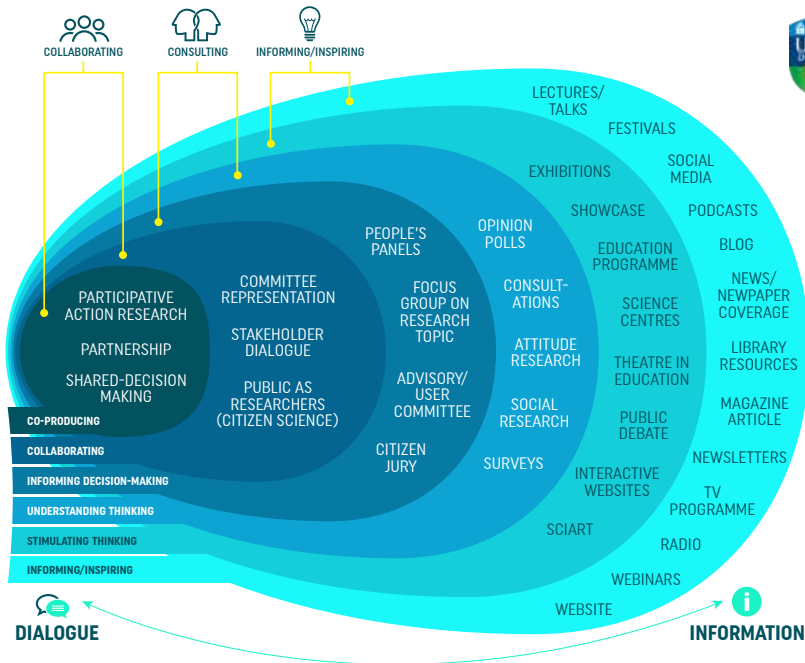 COLLABORATING
CONSULTING
INFORMING/INSPIRING
LECTURES/
TALKS
FESTIVALS
SOCIAL
MEDIA
PODCASTS
BLOG
NEWS/
NEWPAPER
COVERAGE
LIBRARY
RESOURCES
MAGAZINE
ARTICLE
NEWSLETTERS
TV
PROGRAMME
RADIO
WEBINARS
WEBSITE
EXHIBITIONS
SHOWCASE
EDUCATION
PROGRAMME
SCIENCE
CENTRES
THEATRE IN
EDUCATION
PUBLIC
DEBATE
INTERACTIVE
WEBSITES
SCIART
OPINION
POLLS
CONSULT-
ATIONS
ATTITUDE
RESEARCH
SOCIAL
RESEARCH
SURVEYS
PEOPLE'S
PANELS
FOCUS
GROUP ON
RESEARCH
TOPIC
ADVISORY/
USER
COMMITTEE
CITIZEN
JURY
COMMITTEE
REPRESENTATION
STAKEHOLDER
DIALOGUE
PUBLIC AS
RESEARCHERS
(CITIZEN SCIENCE)
PARTICIPATIVE
ACTION RESEARCH
PARTNERSHIP
SHARED-DECISION
MAKING
CO-PRODUCING
COLLABORATING
INFORMING DECISION-MAKING
UNDERSTANDING THINKING
STIMULATING THINKING
INFORMING/INSPIRING
DIALOGUE
i
INFORMATION